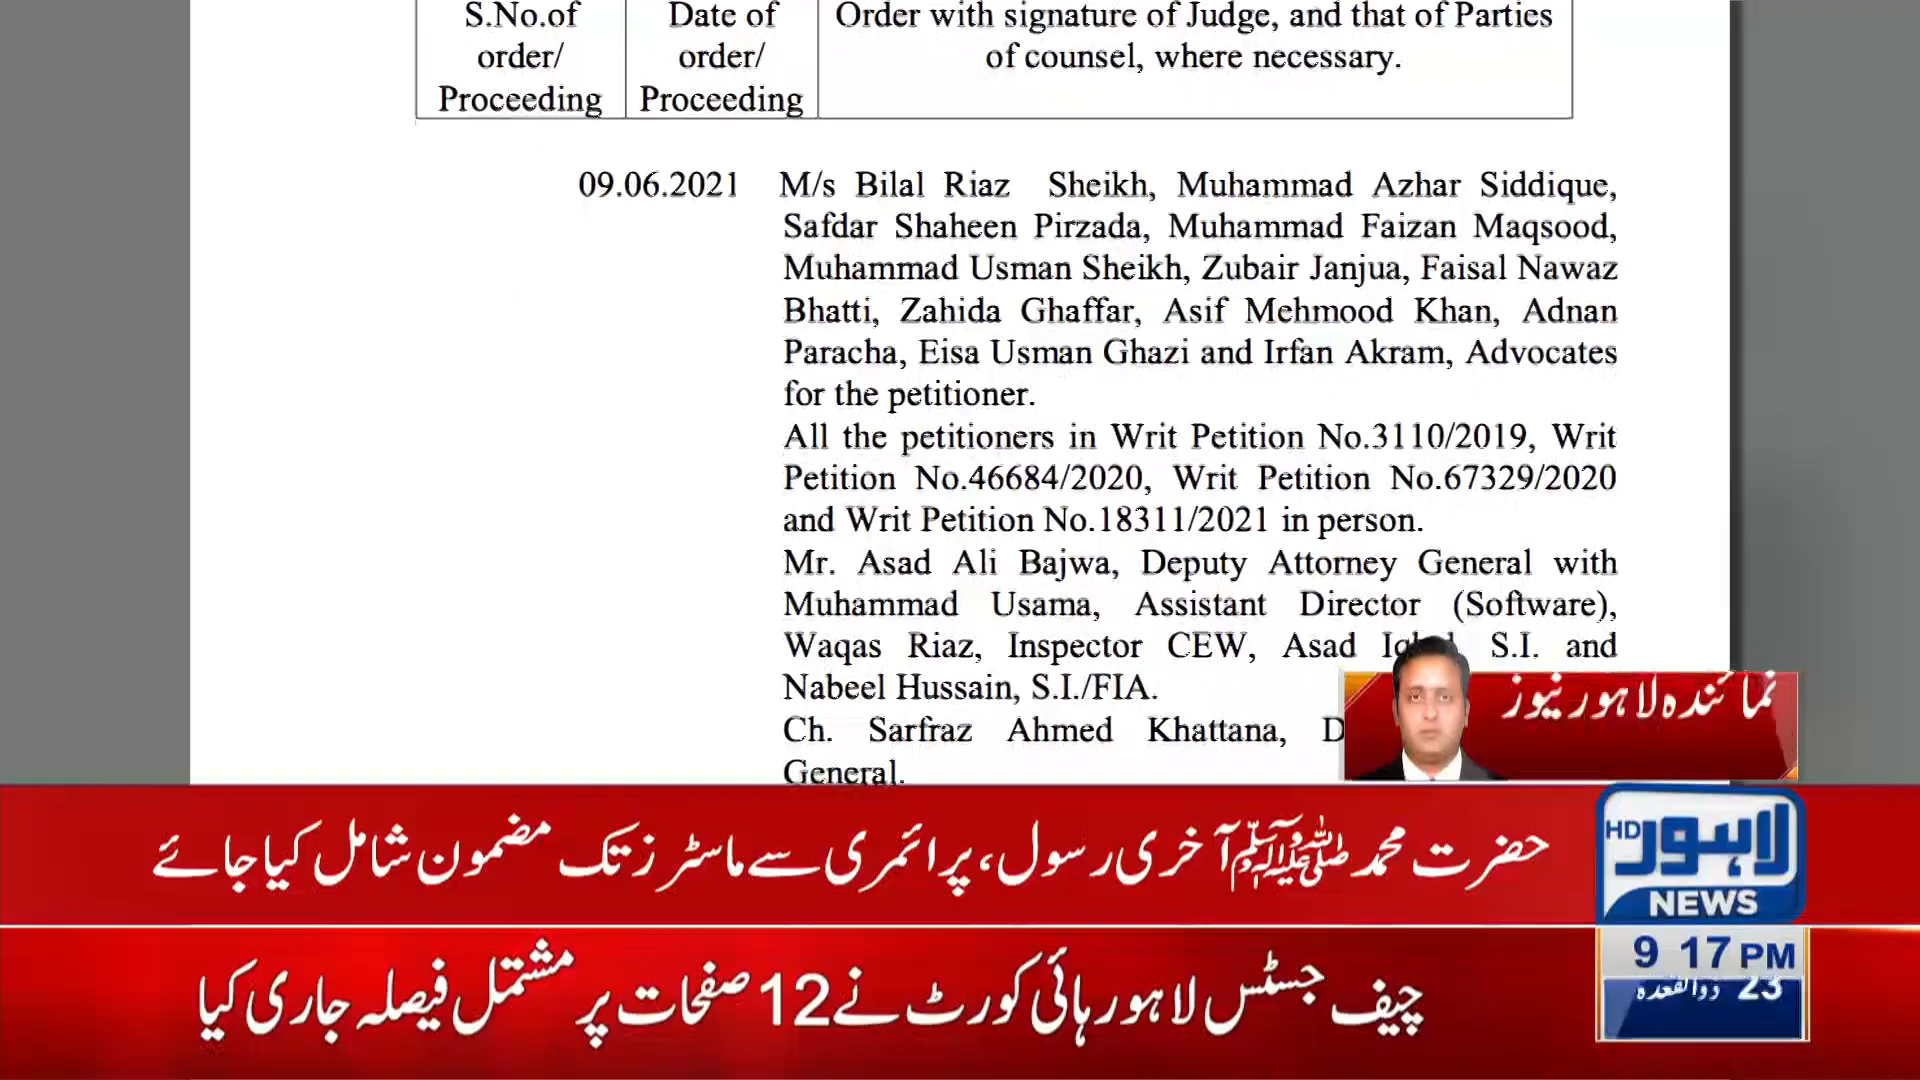 S.No.of
order/
Proceeding
Date of
order/
Proceeding
Order with signature of Judge, and that of Parties
of counsel, where necessary.
09.06.2021
M/s Bilal Riaz Sheikh, Muhammad Azhar Siddique,
Safdar Shaheen Pirzada, Muhammad Faizan Maqsood,
Muhammad Usman Sheikh, Zubair Janjua, Faisal Nawaz
Bhatti, Zahida Ghaffar, Asif Mehmood Khan, Adnan
Paracha, Eisa Usman Ghazi and Irfan Akram, Advocates
for the petitioner.
All the petitioners in Writ Petition No.3110/2019, Writ
Petition No.46684/2020, Writ Petition No.67329/2020
and Writ Petition No.18311/2021 in person.
Mr. Asad Ali Bajwa, Deputy Attorney General with
Muhammad Usama, Assistant Director (Software),
Waqas Riaz, Inspector CEW, Asad S.I. and
Nabeel Hussain, S.I./FIA.
Ch. Sarfraz Ahmed Khattana,
General.
نمائندہ لاہور نیوز
حضرت محمد ﷺ آخری رسول، پرائمری سے ماسٹرز تک مضمون شامل کیا جائے
چیف جسٹس لاہور ہائی کورٹ نے 12 صفحات پر مشتمل فیصلہ جاری کیا
لاہور HD
NEWS
9 17 PM
23 ذوالقعدہ